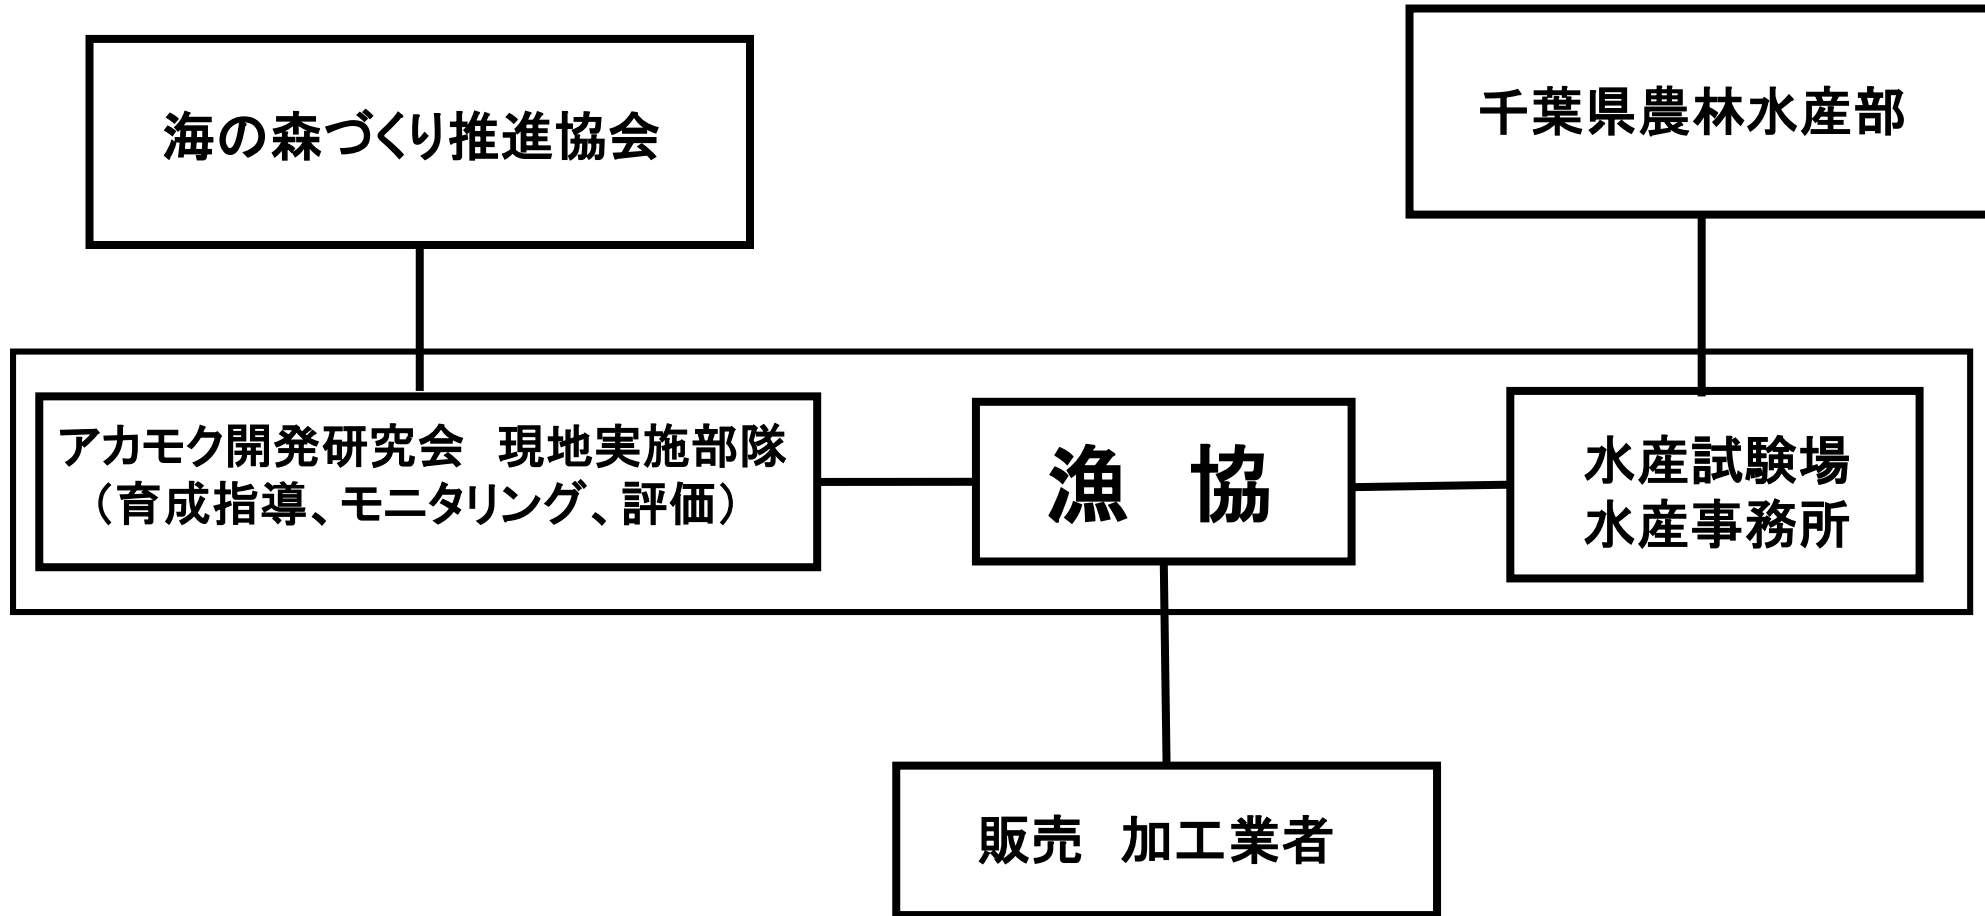 海の森づくり推進協会
千葉県農林水産部
アカモク開発研究会　現地実施部隊
（育成指導、モニタリング、評価）
漁　協
水産試験場
水産事務所
販売　加工業者